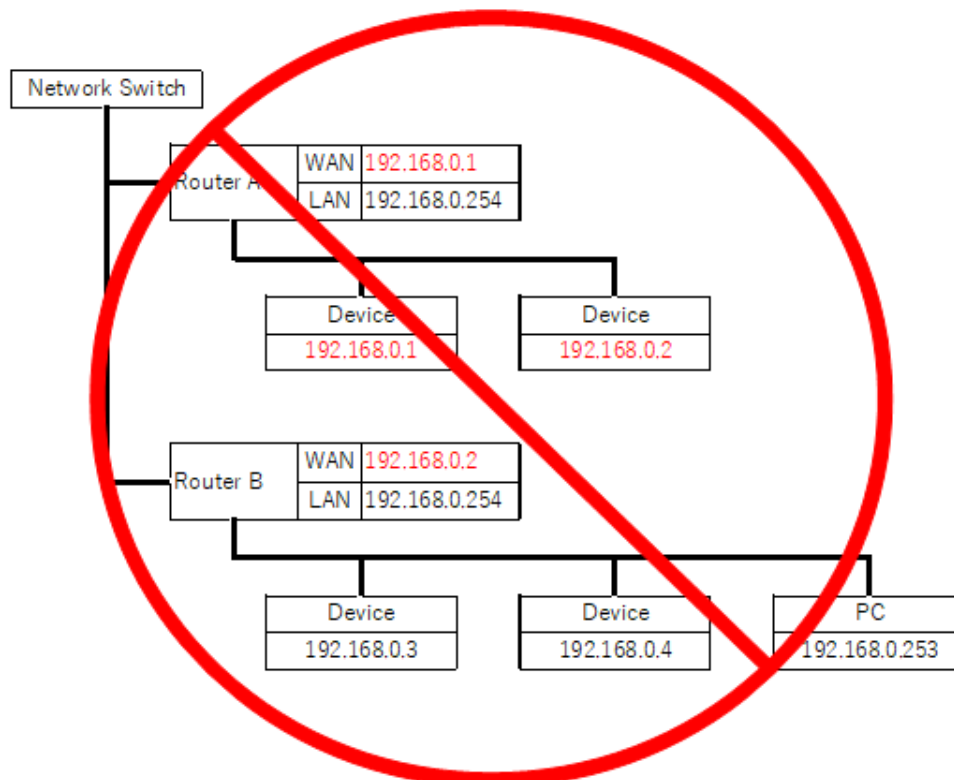 Network Switch
Router A
WAN 192.168.0.1
LAN 192.168.0.254
Device
192.168.0.1
Device
192.168.0.2
Router B
WAN 192.168.0.2
LAN 192.168.0.254
Device
192.168.0.3
Device
192.168.0.4
PC
192.168.0.253